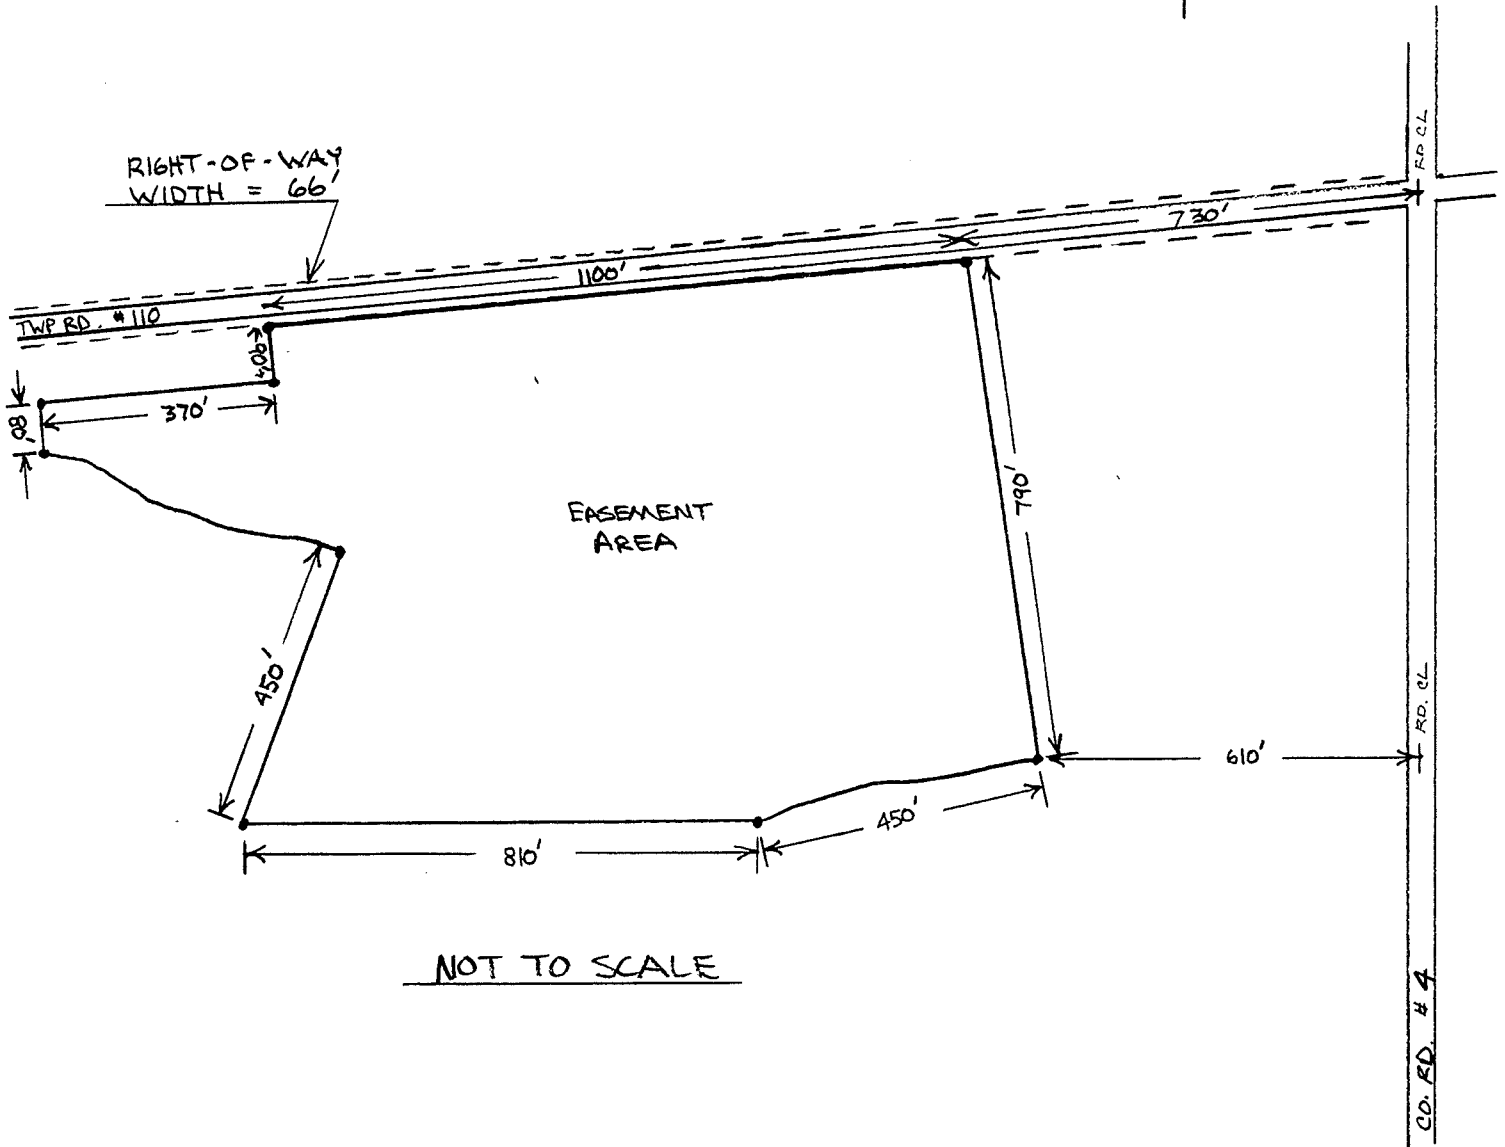 RD CL
RIGHT-OF-WAY
WIDTH = 66'
730'
1100'
TWP RD. #110
90'
370'
80'
790'
EASEMENT
AREA
450'
RD. CL
610'
450'
810'
NOT TO SCALE
CO. RD. #4